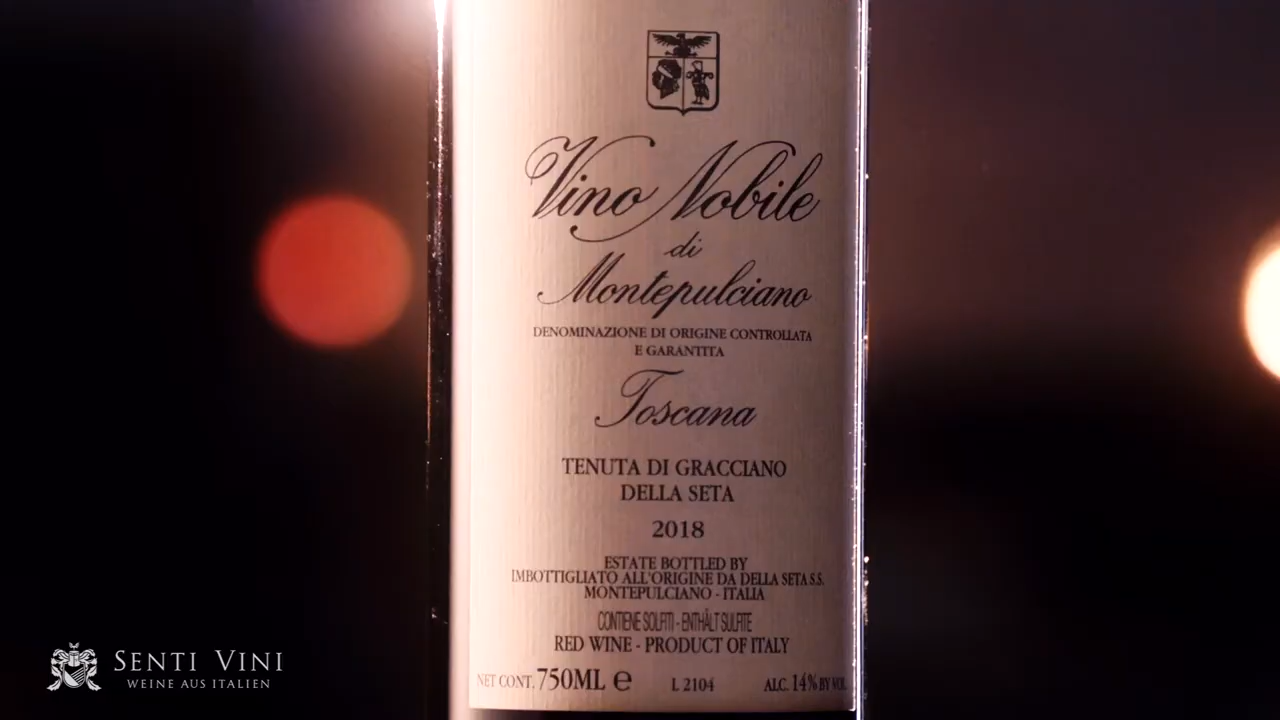 Vino Nobile
di
Montepulciano
DENOMINAZIONE DI ORIGINE CONTROLLATA
E GARANTITA
Toscana
TENUTA DI GRACCIANO
DELLA SETA
2018
ESTATE BOTTLED BY
IMBOTTIGLIATO ALL'ORIGINE DA DELLA SETA S.S.
MONTEPULCIANO - ITALIA
CONTIENE SOLFITI - ENTHÄLT SULFITE
RED WINE - PRODUCT OF ITALY
NET CONT. 750ML e L 2104 ALC. 14% BY VOL.
SENTI VINI
WEINE AUS ITALIEN